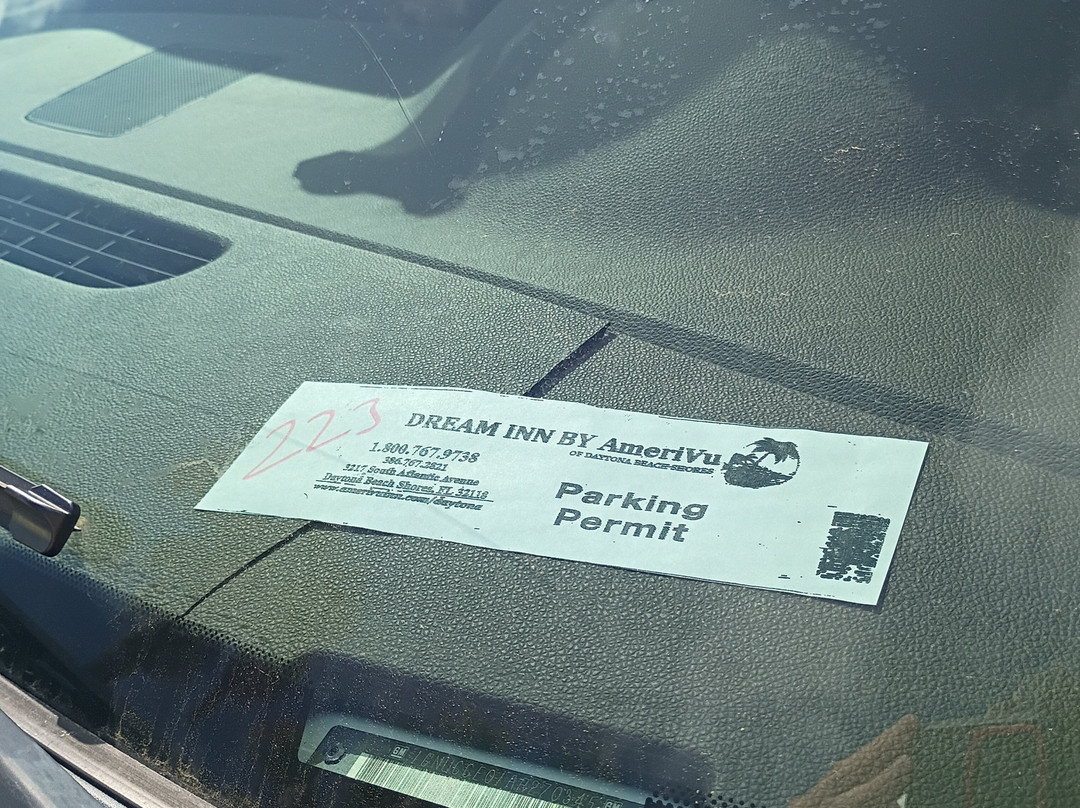 223
DREAM INN BY AmeriVu
OF DAYTONA BEACH SHORES
1.800.767.9738
386.767.2821
3217 South Atlantic Avenue
Daytona Beach Shores, FL 32118
www.amerivuinn.com/daytona
Parking
Permit
GM